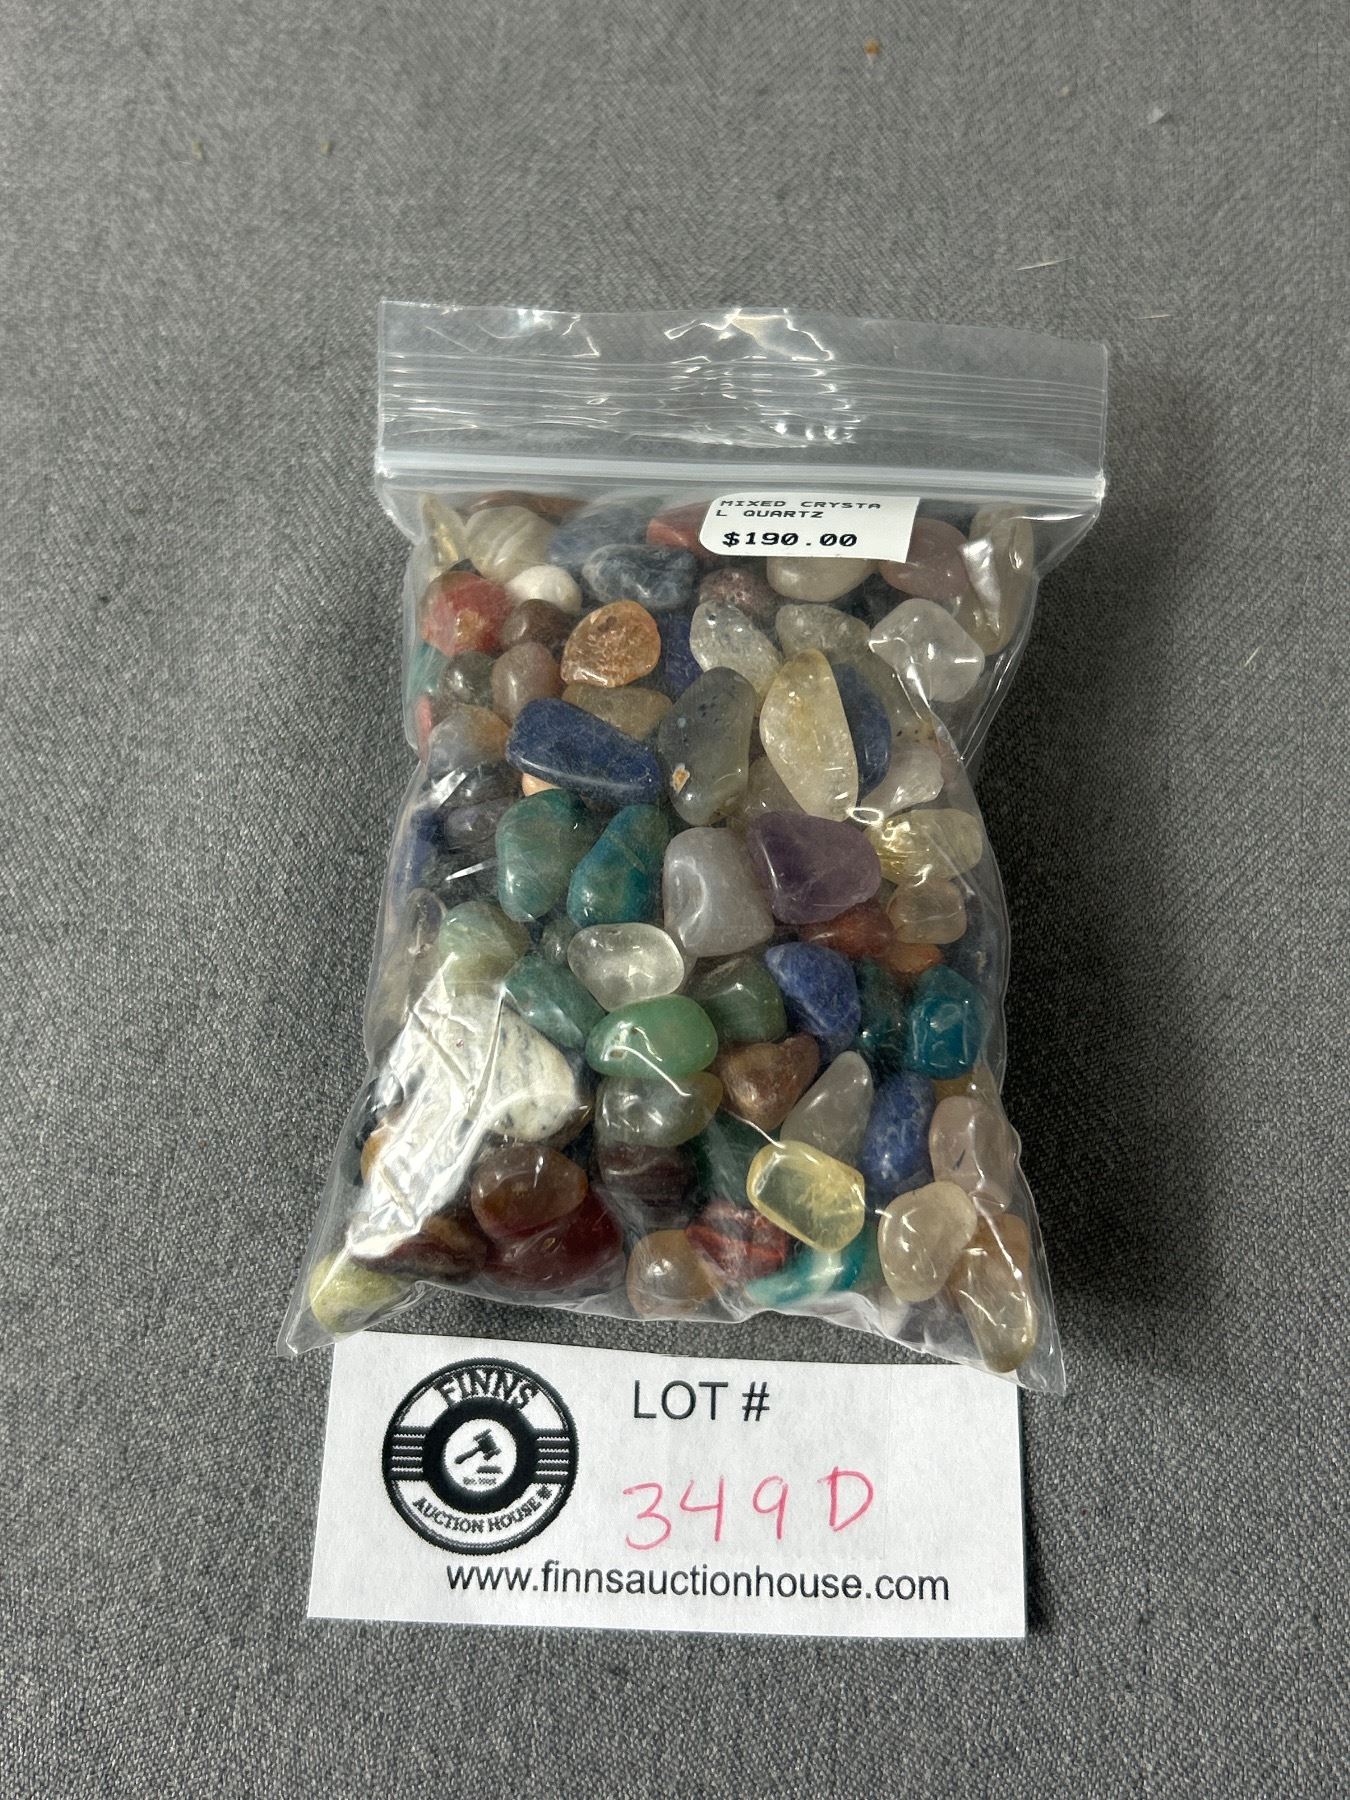 MIXED CRYSTA
L QUARTZ
$190.00
FINNS
AUCTION HOUSE
LOT #
349D
www.finnsauctionhouse.com